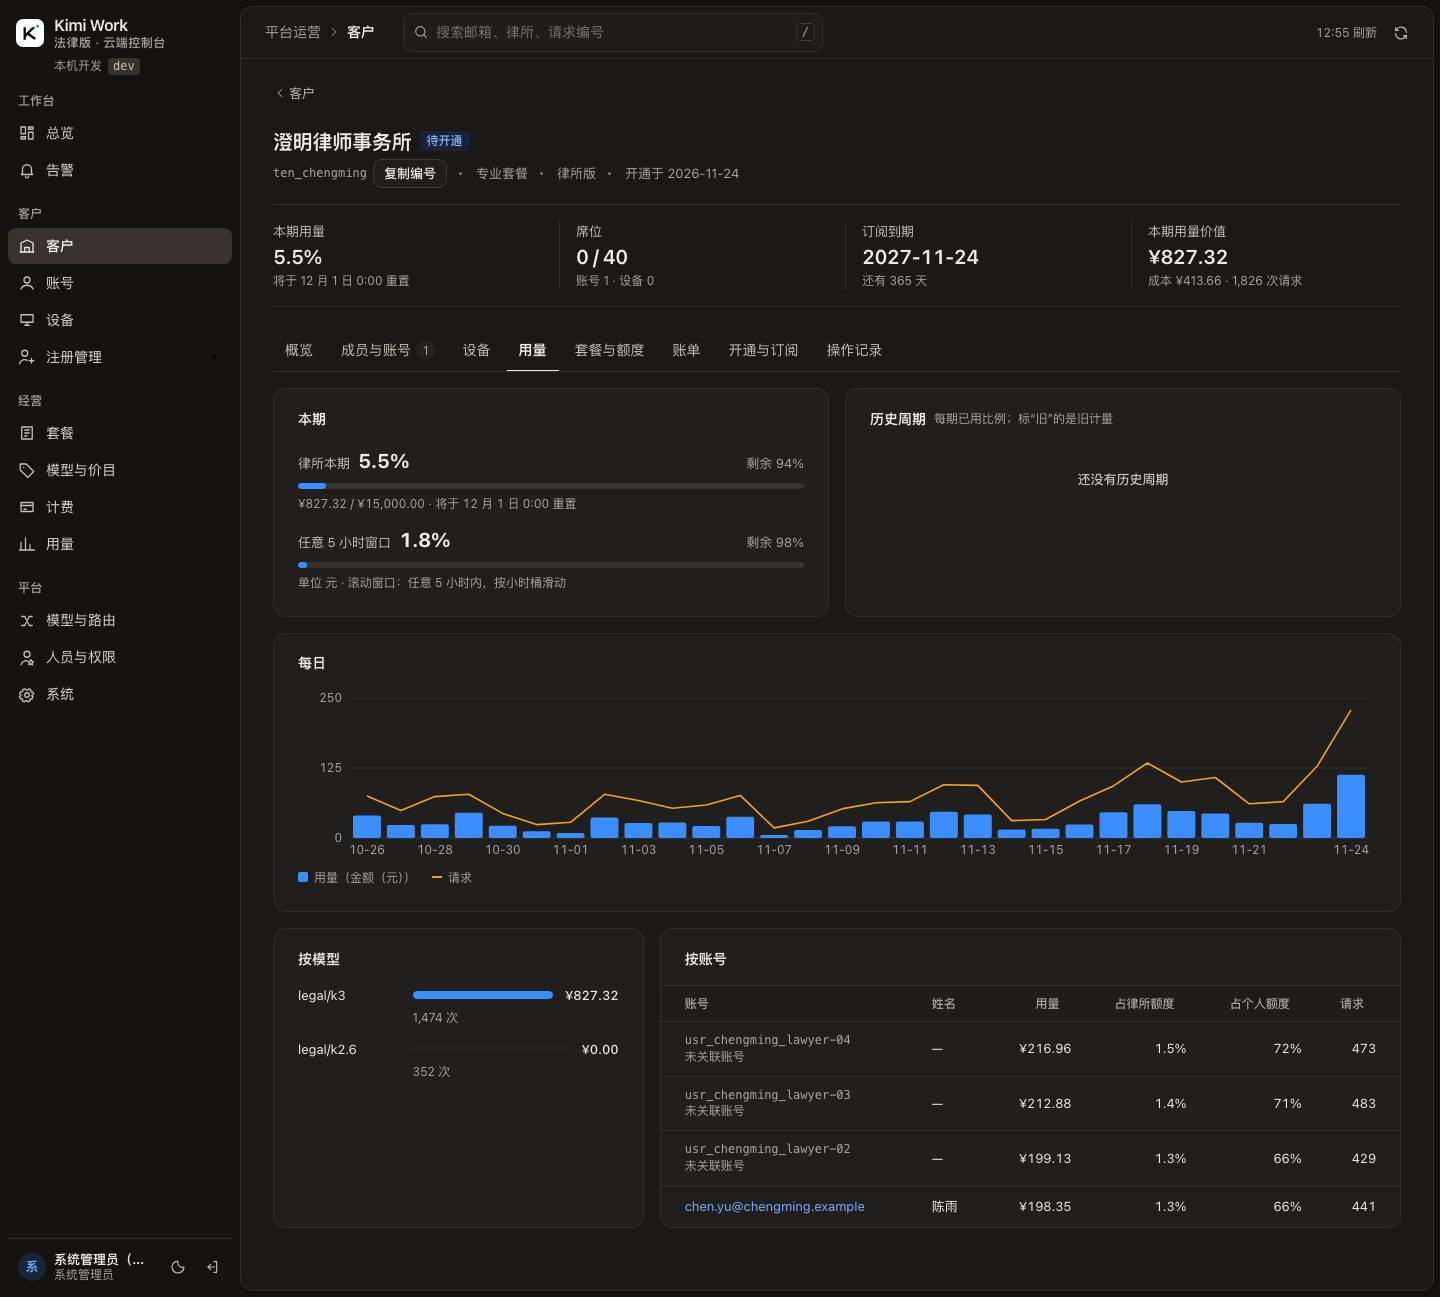 Kimi Work
法律版 · 云端控制台
本机开发 dev
工作台
总览
告警
客户
客户
账号
设备
注册管理
经营
套餐
模型与价目
计费
用量
平台
模型与路由
人员与权限
系统
系
系统管理员（...
系统管理员
平台运营 > 客户
搜索邮箱、律所、请求编号 /
12:55 刷新
客户
澄明律师事务所 待开通
ten_chengming 复制编号 • 专业套餐 • 律所版 • 开通于 2026-11-24
本期用量
5.5%
将于 12 月 1 日 0:00 重置
席位
0 / 40
账号 1 · 设备 0
订阅到期
2027-11-24
还有 365 天
本期用量价值
¥827.32
成本 ¥413.66 · 1,826 次请求
概览 成员与账号 1 设备 用量 套餐与额度 账单 开通与订阅 操作记录
本期
律所本期 5.5% 剩余 94%
¥827.32 / ¥15,000.00 · 将于 12 月 1 日 0:00 重置
任意 5 小时窗口 1.8% 剩余 98%
单位 元 · 滚动窗口：任意 5 小时内，按小时桶滑动
历史周期 每期已用比例；标“旧”的是旧计量
还没有历史周期
每日
250
125
0
10-26 10-28 10-30 11-01 11-03 11-05 11-07 11-09 11-11 11-13 11-15 11-17 11-19 11-21 11-24
用量（金额（元）） 请求
按模型
legal/k3 ¥827.32
1,474 次
legal/k2.6 ¥0.00
352 次
按账号
账号 姓名 用量 占律所额度 占个人额度 请求
usr_chengming_lawyer-04
未关联账号 — ¥216.96 1.5% 72% 473
usr_chengming_lawyer-03
未关联账号 — ¥212.88 1.4% 71% 483
usr_chengming_lawyer-02
未关联账号 — ¥199.13 1.3% 66% 429
chen.yu@chengming.example 陈雨 ¥198.35 1.3% 66% 441